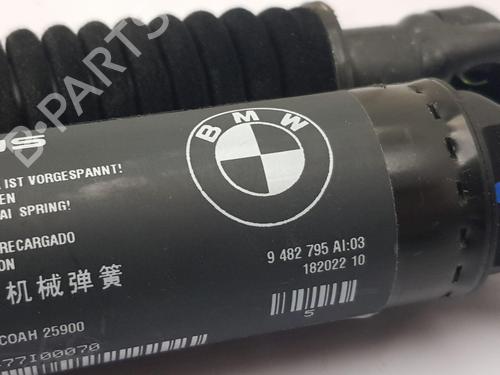 BMW
IST VORGESPANNT!
EN
AI SPRING!
RECARGADO
ON
机械弹簧
COAH 25900
77I00070
9 482 795 AI:03
182022 10
5
B-PARTS